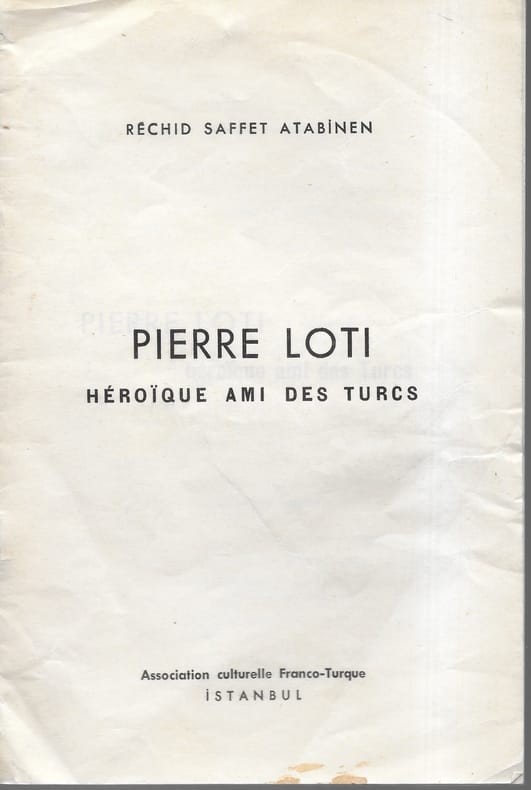 RÉCHID SAFFET ATABİNEN
PIERRE LOTI
HÉROÏQUE AMI DES TURCS
Association culturelle Franco-Turque
İSTANBUL